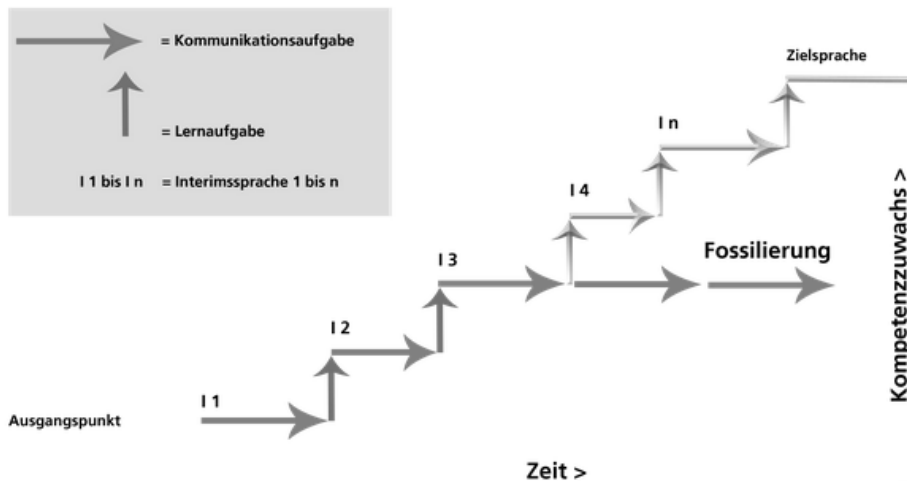 = Kommunikationsaufgabe
= Lernaufgabe
I 1 bis I n = Interimssprache 1 bis n
Zielsprache
I n
I 4
Fossilierung
I 3
I 2
I 1
Ausgangspunkt
Kompetenzzuwachs >
Zeit >